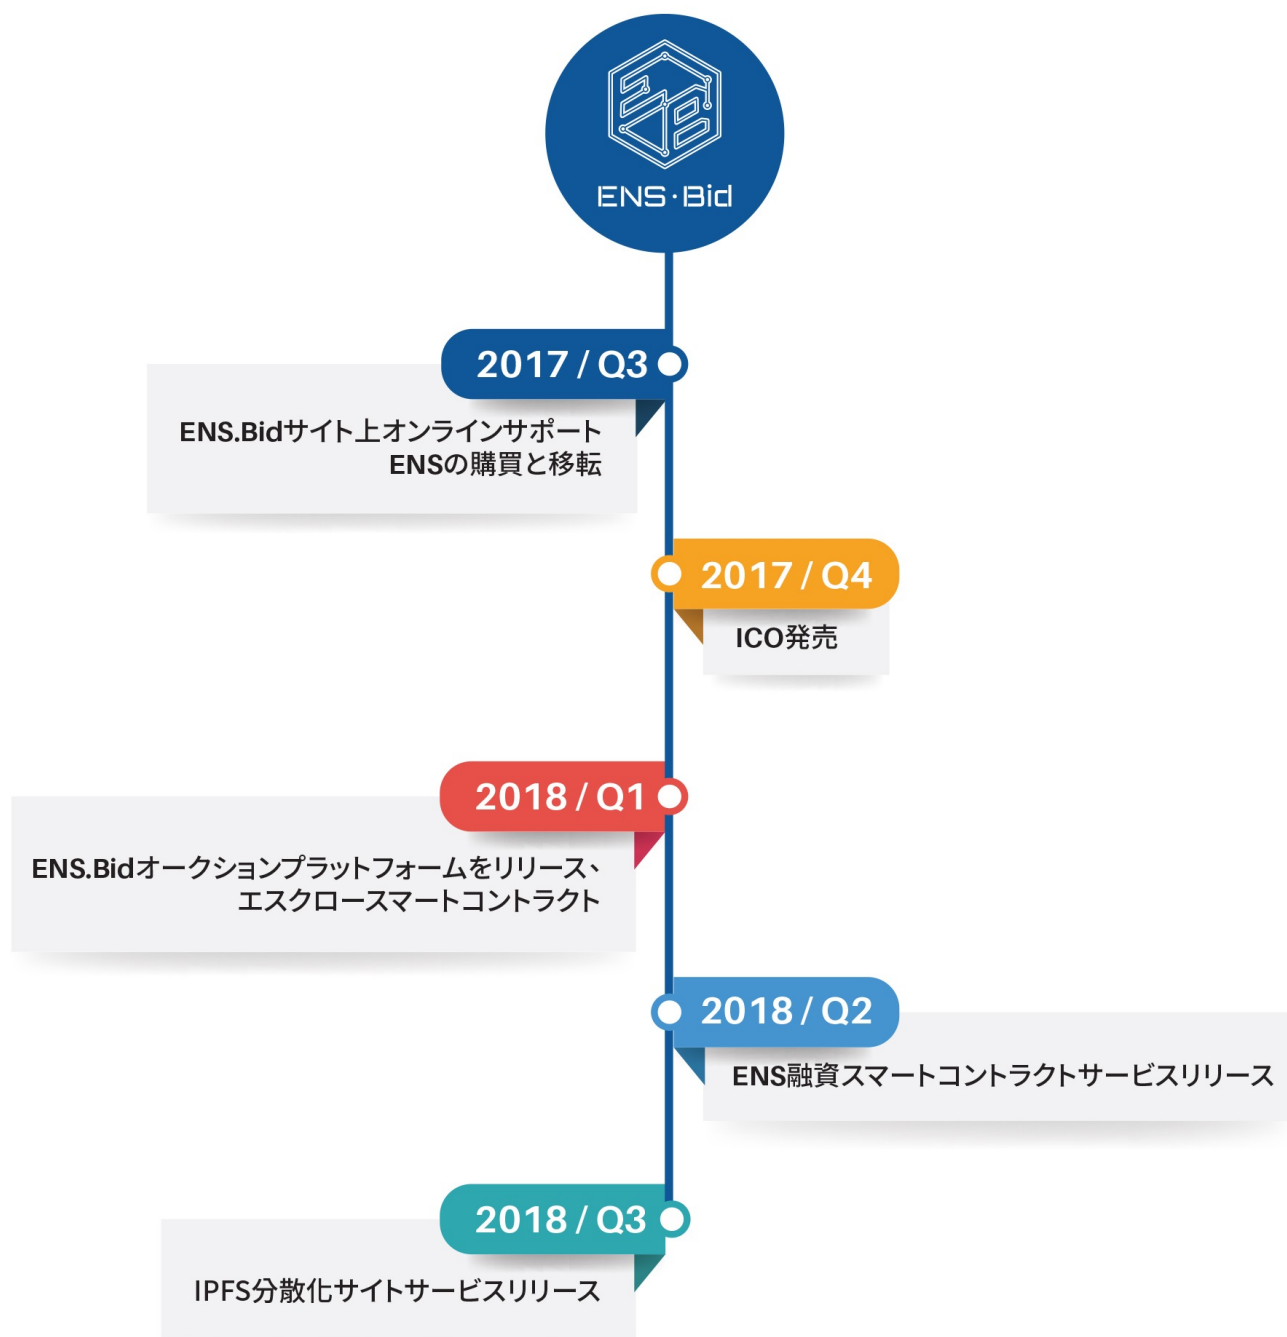 ENS·Bid
2017 / Q3
ENS.Bidサイト上オンラインサポート
ENSの購買と移転
2017 / Q4
ICO発売
2018 / Q1
ENS.Bidオークションプラットフォームをリリース、
エスクロースマートコントラクト
2018 / Q2
ENS融資スマートコントラクトサービスリリース
2018 / Q3
IPFS分散化サイトサービスリリース